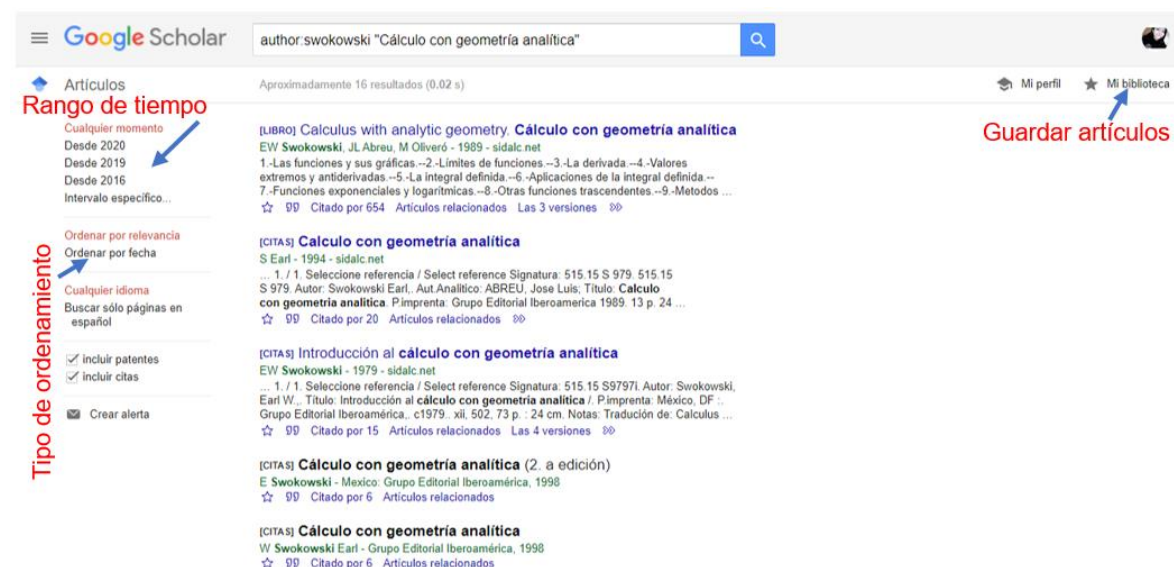 Google Scholar
author:swokowski "Cálculo con geometría analítica"
Artículos
Aproximadamente 16 resultados (0.02 s)
Mi perfil
Mi biblioteca
Rango de tiempo
Guardar artículos
Cualquier momento
Desde 2020
Desde 2019
Desde 2016
Intervalo específico...
Tipo de ordenamiento
Ordenar por relevancia
Ordenar por fecha
Cualquier idioma
Buscar sólo páginas en
español
incluir patentes
incluir citas
Crear alerta
[LIBRO] Calculus with analytic geometry. Cálculo con geometría analítica
EW Swokowski, JL Abreu, M Oliveró - 1989 - sidalc.net
1.-Las funciones y sus gráficas.--2.-Límites de funciones.--3.-La derivada.--4.-Valores
extremos y antiderivadas.--5.-La integral definida.--6.-Aplicaciones de la integral definida.--
7.-Funciones exponenciales y logarítmicas.--8.-Otras funciones trascendentes.--9.-Metodos ...
Citado por 654 Artículos relacionados Las 3 versiones
[CITAS] Calculo con geometría analítica
S Earl - 1994 - sidalc.net
... 1. / 1. Seleccione referencia / Select reference Signatura: 515.15 S 979. 515.15
S 979. Autor: Swokowski Earl,. Aut.Analitico: ABREU, Jose Luis; Título: Calculo
con geometria analitica. P.imprenta: Grupo Editorial Iberoamerica 1989. 13 p. 24 ...
Citado por 20 Artículos relacionados
[CITAS] Introducción al cálculo con geometría analítica
EW Swokowski - 1979 - sidalc.net
... 1. / 1. Seleccione referencia / Select reference Signatura: 515.15 S9797i. Autor: Swokowski,
Earl W.,. Título: Introducción al cálculo con geometría analítica /. P.imprenta: México, DF :.
Grupo Editorial Iberoamérica,. c1979.. xii, 502, 73 p. : 24 cm. Notas: Tradución de: Calculus ...
Citado por 15 Artículos relacionados Las 4 versiones
[CITAS] Cálculo con geometría analítica (2. a edición)
E Swokowski - Mexico: Grupo Editorial Iberoamérica, 1998
Citado por 6 Artículos relacionados
[CITAS] Cálculo con geometría analítica
W Swokowski Earl - Grupo Editorial Iberoamérica, 1998
Citado por 6 Artículos relacionados